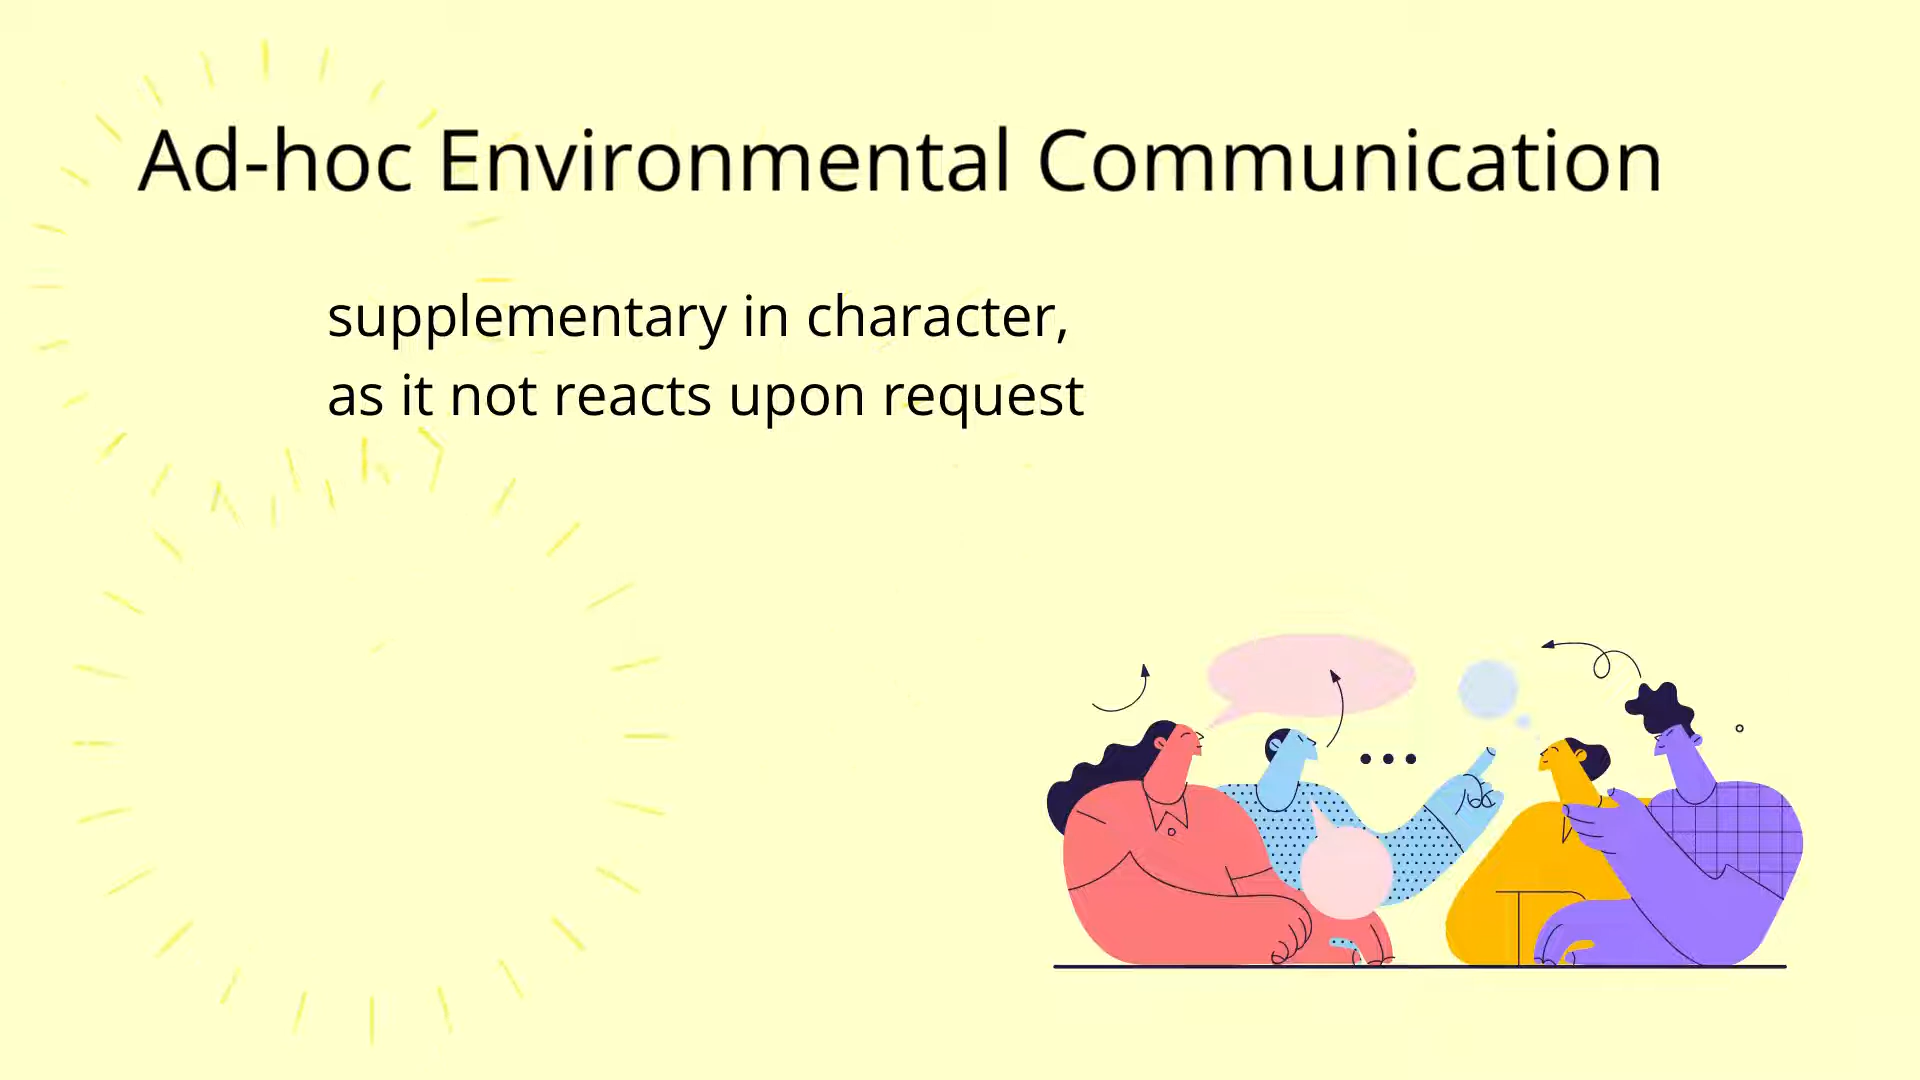 Ad-hoc Environmental Communication
supplementary in character,
as it not reacts upon request